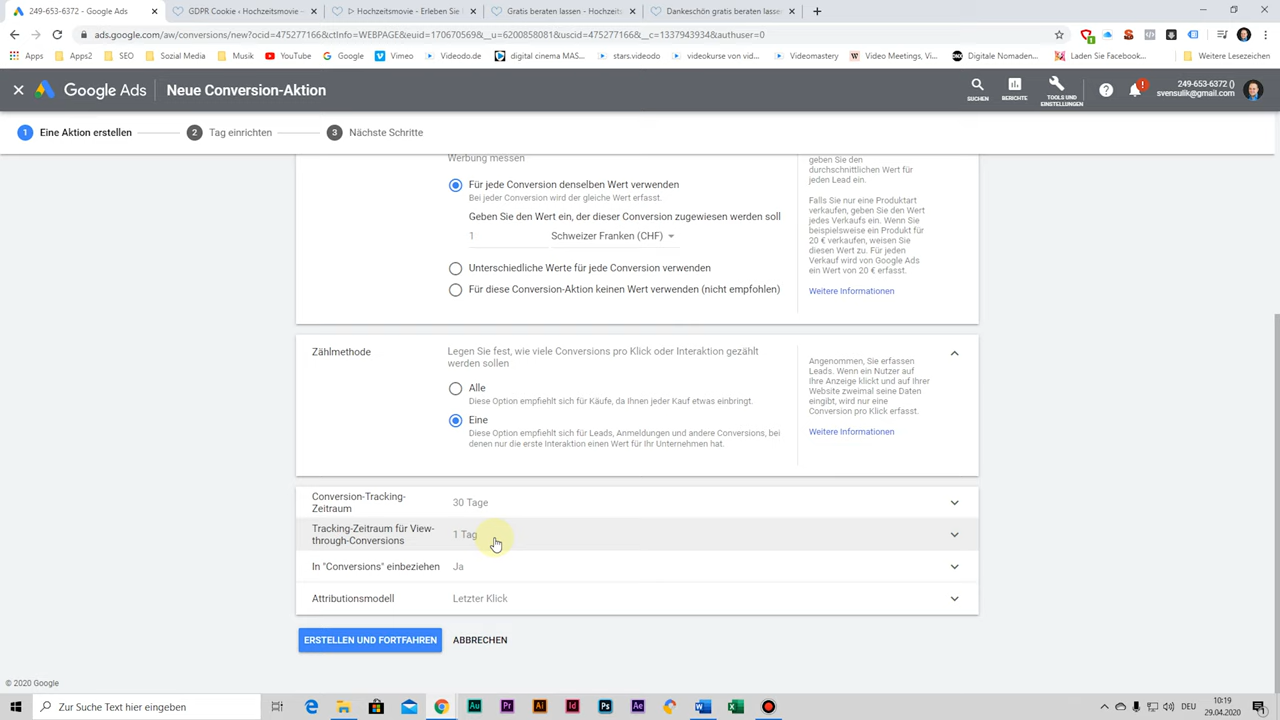 249-653-6372 - Google Ads
GDPR Cookie ‹ Hochzeitsmovie –
▷ Hochzeitsmovie - Erleben Sie
Gratis beraten lassen - Hochzeits
Dankeschön gratis beraten lassen
ads.google.com/aw/conversions/new?ocid=475277166&ctInfo=WEBPAGE&euid=170670569&__u=6200858081&uscid=475277166&__c=1337943934&authuser=0
Apps
Apps2
SEO
Sozial Media
Musik
YouTube
Google
Vimeo
Videodo.de
digital cinema MAS...
stars.videodo
videokurse von vide...
Videomastery
Video Meetings, Vi...
Digitale Nomaden...
Laden Sie Facebook...
Weitere Lesezeichen
Google Ads
Neue Conversion-Aktion
SUCHEN
BERICHTE
TOOLS UND
EINSTELLUNGEN
249-653-6372 ()
svensulik@gmail.com
1 Eine Aktion erstellen
2 Tag einrichten
3 Nächste Schritte
Werbung messen
Für jede Conversion denselben Wert verwenden
Bei jeder Conversion wird der gleiche Wert erfasst.
Geben Sie den Wert ein, der dieser Conversion zugewiesen werden soll
1 Schweizer Franken (CHF)
Unterschiedliche Werte für jede Conversion verwenden
Für diese Conversion-Aktion keinen Wert verwenden (nicht empfohlen)
geben Sie den
durchschnittlichen Wert für
jeden Lead ein.
Falls Sie nur eine Produktart
verkaufen, geben Sie den Wert
jedes Verkaufs ein. Wenn Sie
beispielsweise ein Produkt für
20 € verkaufen, weisen Sie
diesen Wert zu. Für jeden
Verkauf wird von Google Ads
ein Wert von 20 € erfasst.
Weitere Informationen
Zählmethode
Legen Sie fest, wie viele Conversions pro Klick oder Interaktion gezählt
werden sollen
Alle
Diese Option empfiehlt sich für Käufe, da Ihnen jeder Kauf etwas einbringt.
Eine
Diese Option empfiehlt sich für Leads, Anmeldungen und andere Conversions, bei
denen nur die erste Interaktion einen Wert für Ihr Unternehmen hat.
Angenommen, Sie erfassen
Leads. Wenn ein Nutzer auf
Ihre Anzeige klickt und auf Ihrer
Website zweimal seine Daten
eingibt, wird nur eine
Conversion pro Klick erfasst.
Weitere Informationen
Conversion-Tracking-
Zeitraum
30 Tage
Tracking-Zeitraum für View-
through-Conversions
1 Tag
In "Conversions" einbeziehen
Ja
Attributionsmodell
Letzter Klick
ERSTELLEN UND FORTFAHREN
ABBRECHEN
© 2020 Google
Zur Suche Text hier eingeben
DEU
10:19
29.04.2020